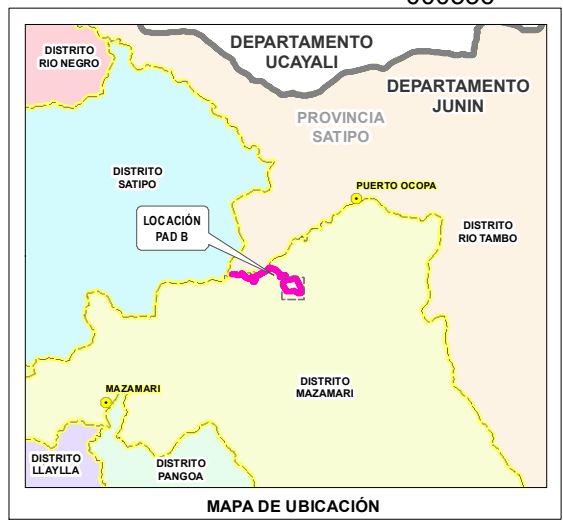 DISTRITO
RIO NEGRO
DEPARTAMENTO
UCAYALI
DEPARTAMENTO
JUNIN
PROVINCIA
SATIPO
DISTRITO
SATIPO
PUERTO OCOPA
LOCACIÓN
PAD B
DISTRITO
RIO TAMBO
MAZAMARI
DISTRITO
MAZAMARI
DISTRITO
LLAYLLA
DISTRITO
PANGOA
MAPA DE UBICACIÓN